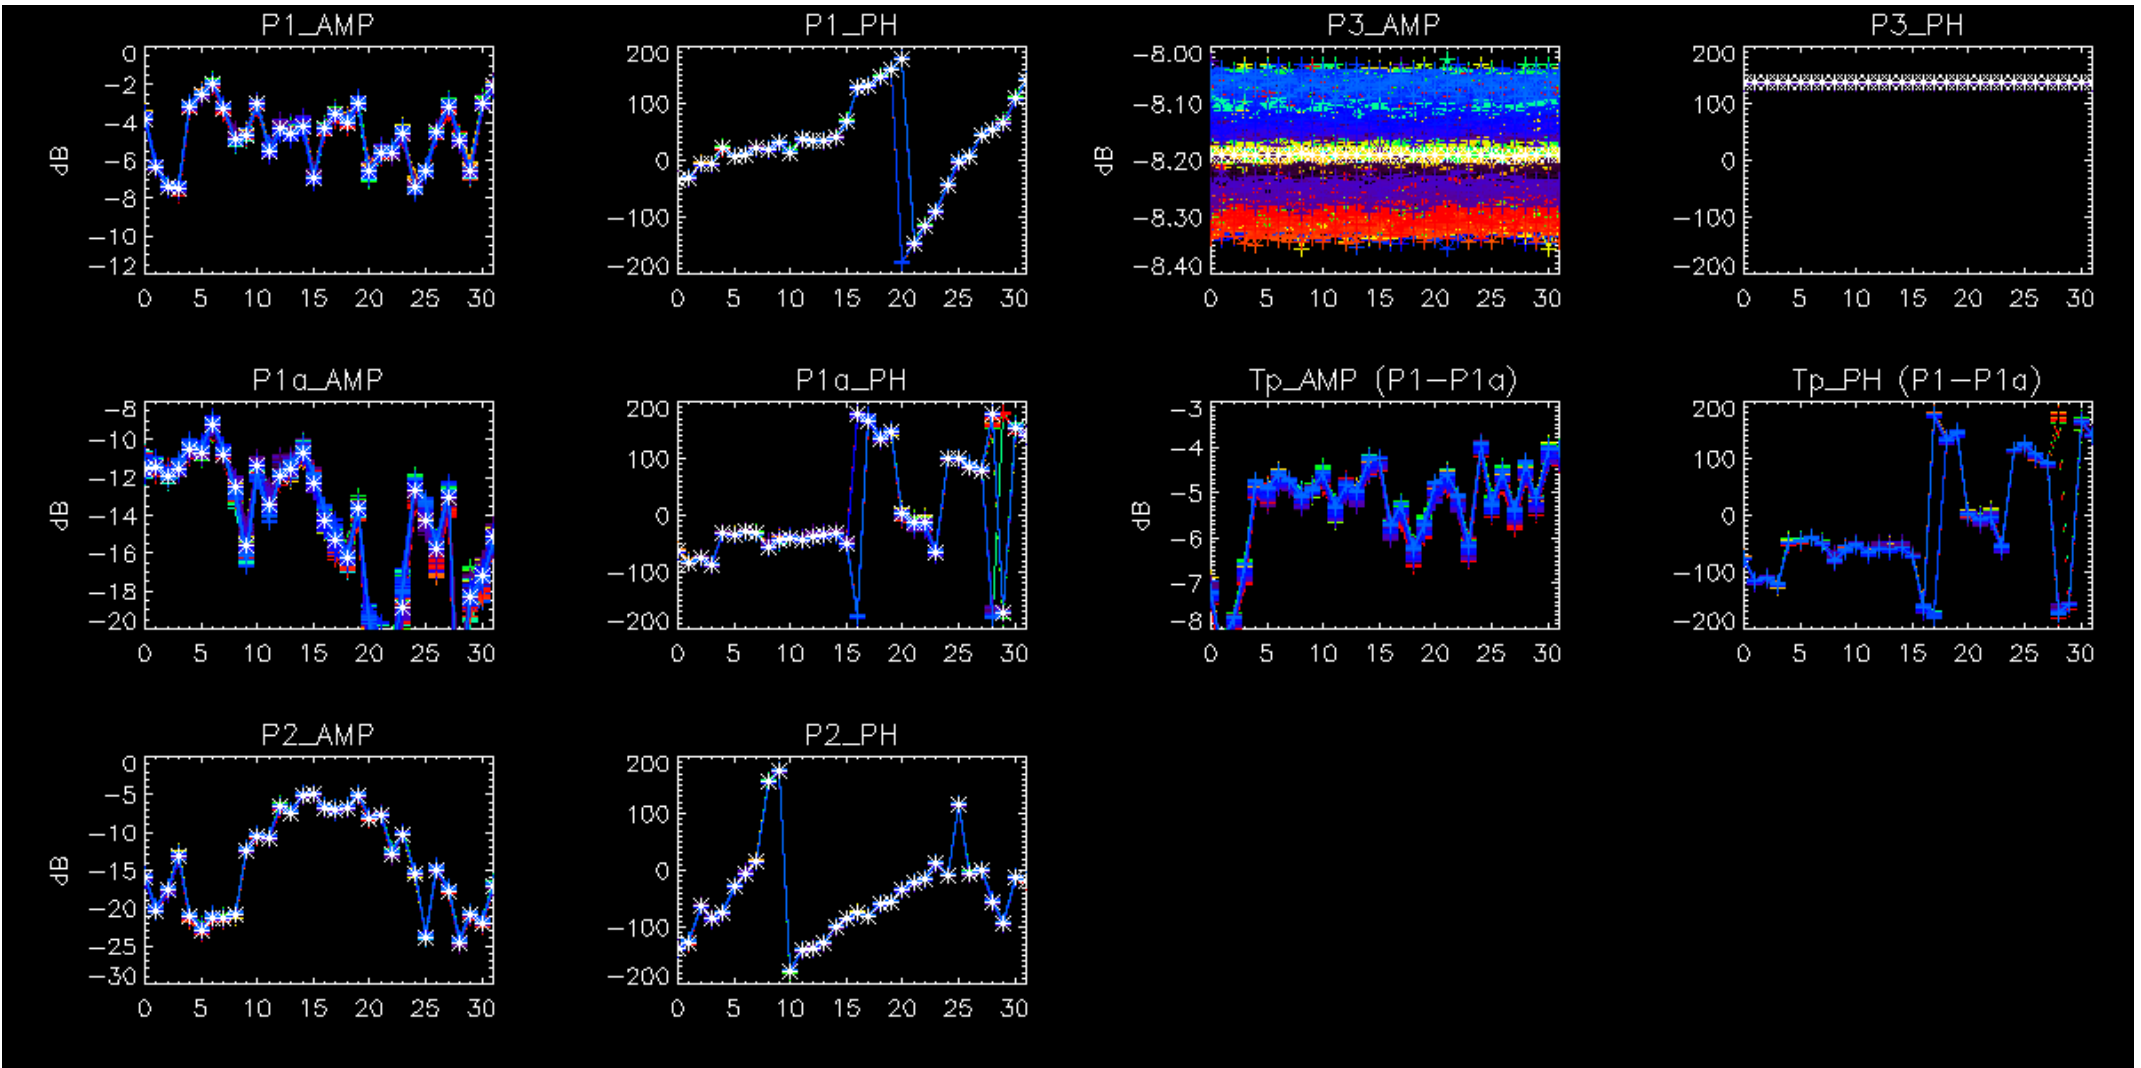 P1_AMP
P1_PH
P3_AMP
P3_PH
dB
0
−2
−4
−6
−8
−10
−12
0 5 10 15 20 25 30
200
100
0
−100
−200
0 5 10 15 20 25 30
dB
−8.00
−8.10
−8.20
−8.30
−8.40
0 5 10 15 20 25 30
200
100
0
−100
−200
0 5 10 15 20 25 30
P1a_AMP
P1a_PH
Tp_AMP (P1−P1a)
Tp_PH (P1−P1a)
dB
−8
−10
−12
−14
−16
−18
−20
0 5 10 15 20 25 30
200
100
0
−100
−200
0 5 10 15 20 25 30
dB
−3
−4
−5
−6
−7
−8
0 5 10 15 20 25 30
200
100
0
−100
−200
0 5 10 15 20 25 30
P2_AMP
P2_PH
dB
0
−5
−10
−15
−20
−25
−30
0 5 10 15 20 25 30
200
100
0
−100
−200
0 5 10 15 20 25 30